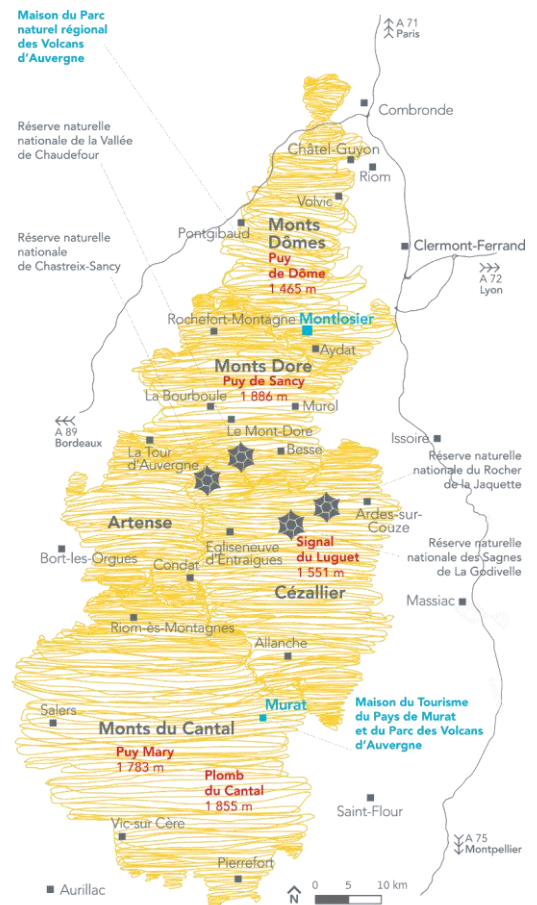 Maison du Parc
naturel régional
des Volcans
d'Auvergne
A 71
Paris
Combronde
Réserve naturelle
nationale de la Vallée
de Chaudefour
Châtel-Guyon
Riom
Volvic
Pontgibaud
Monts
Dômes
Puy
de Dôme
1 465 m
Clermont-Ferrand
Réserve naturelle
nationale
de Chastreix-Sancy
A 72
Lyon
Rochefort-Montagne
Montlosier
Aydat
Monts Dore
Puy de Sancy
1 886 m
La Bourboule
Murol
A 89
Bordeaux
Le Mont-Dore
La Tour
d'Auvergne
Besse
Issoire
Réserve naturelle
nationale du Rocher
de la Jaquette
Artense
Ardes-sur-
Couze
Bort-les-Orgues
Egliseneuve
d'Entraigues
Signal
du Luguet
1 551 m
Réserve naturelle
nationale des Sagnes
de La Godivelle
Condat
Cézallier
Massiac
Riom-ès-Montagnes
Allanche
Salers
Murat
Maison du Tourisme
du Pays de Murat
et du Parc des Volcans
d'Auvergne
Monts du Cantal
Puy Mary
1 783 m
Plomb
du Cantal
1 855 m
Saint-Flour
Vic-sur Cère
A 75
Montpellier
Pierrefort
Aurillac
N
0 5 10 km